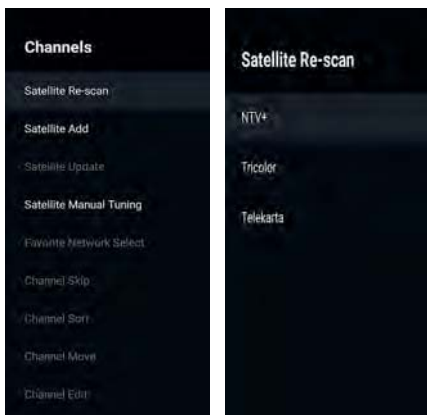 Channels
Satellite Re-scan
Satellite Add
Satellite Update
Satellite Manual Tuning
Favorite Network Select
Channel Skip
Channel Sort
Channel Move
Channel Edit
Satellite Re-scan
NTV+
Tricolor
Telekarta